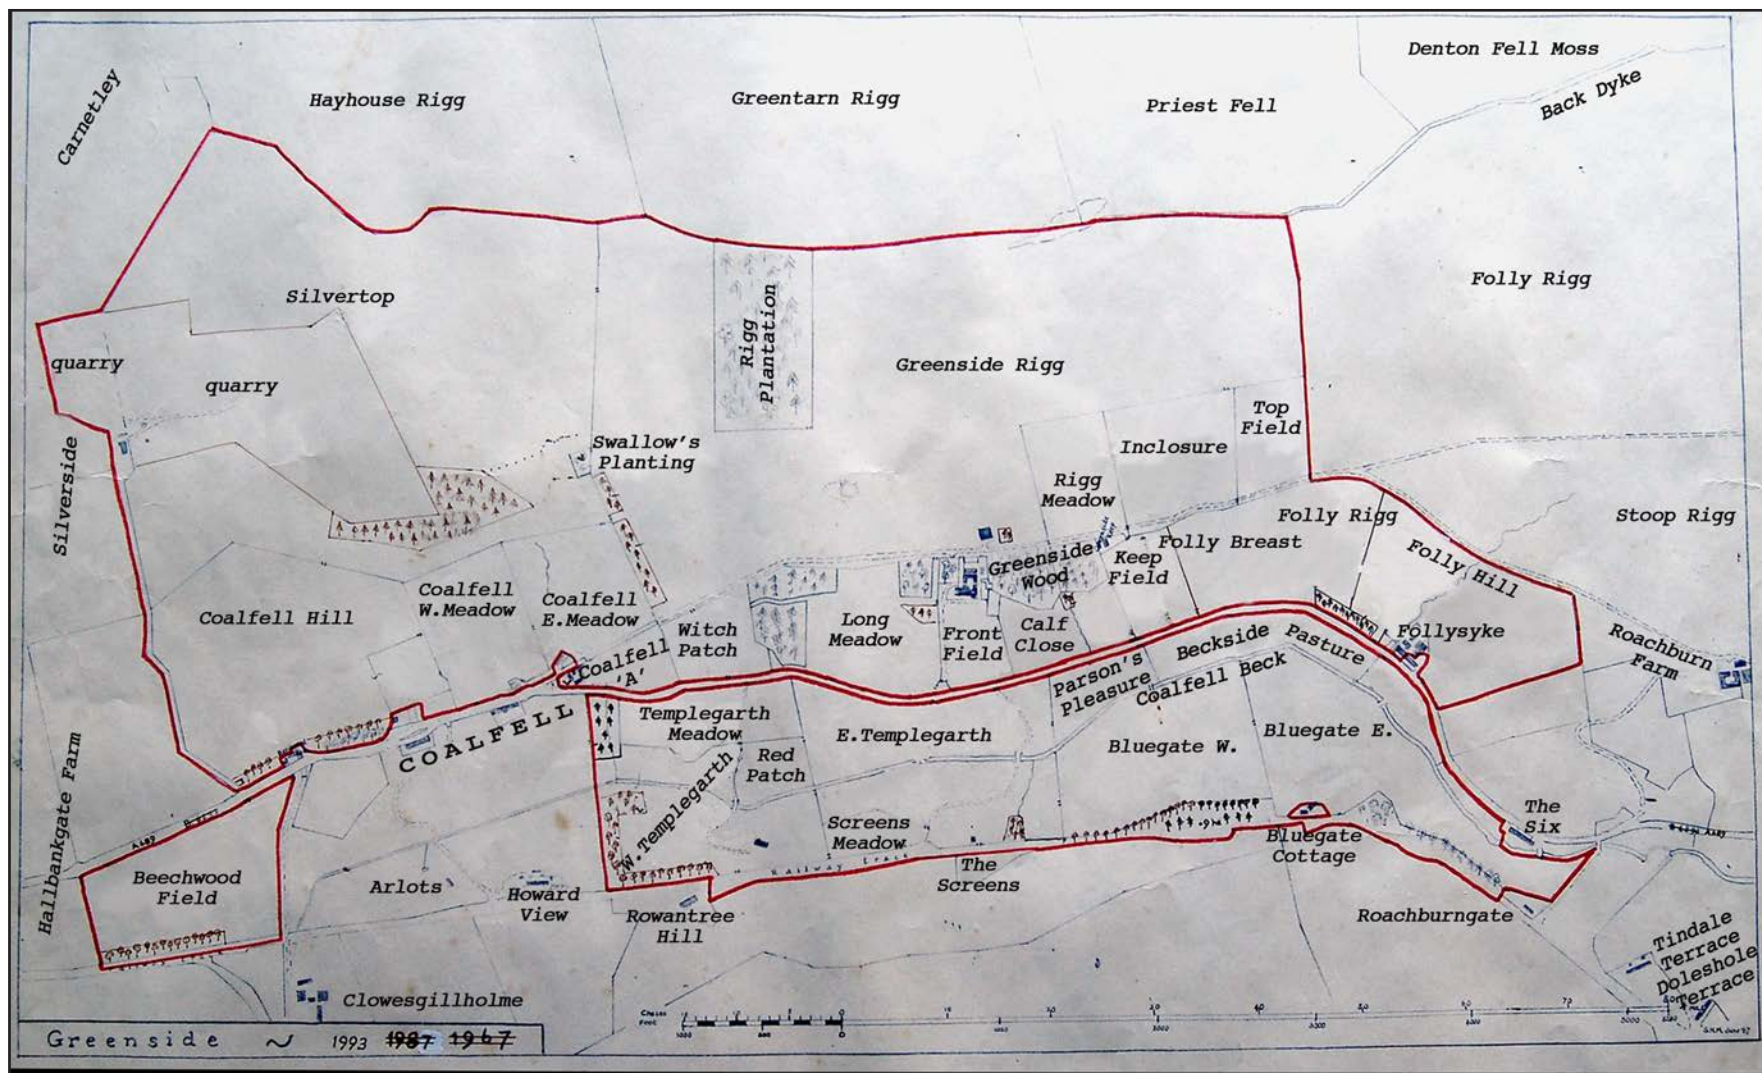 Denton Fell Moss
Carnetley
Hayhouse Rigg
Greentarn Rigg
Priest Fell
Back Dyke
Silvertop
Folly Rigg
quarry
quarry
Rigg
Plantation
Greenside Rigg
Top
Field
Swallow's
Planting
Inclosure
Silverside
Rigg
Meadow
Folly Rigg
Stoop Rigg
Folly Breast
Folly Hill
Greenside
Wood
Keep
Field
Coalfell Hill
Coalfell
W.Meadow
Coalfell
E.Meadow
Witch
Patch
Long
Meadow
Front
Field
Calf
Close
Follysyke
Roachburn
Farm
Coalfell
'A'
Parson's
Pleasure
Beckside
Pasture
Coalfell Beck
COALFELL
Templegarth
Meadow
E.Templegarth
Red
Patch
Bluegate W.
Bluegate E.
W.Templegarth
Hallbankgate Farm
A689
The
Six
Screens
Meadow
Railway track
Bluegate
Cottage
Beechwood
Field
Arlots
Howard
View
The
Screens
Rowantree
Hill
Roachburngate
Tindale
Terrace
Doleshole
Terrace
Clowesgillholme
Chains
Feet
Greenside ~ 1993 1987 1967